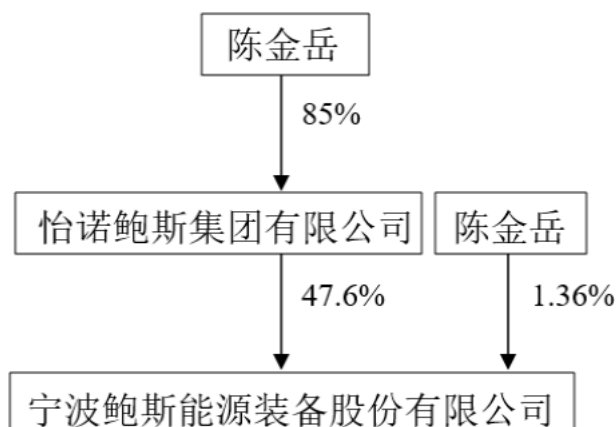 陈金岳
85%
怡诺鲍斯集团有限公司 陈金岳
47.6% 1.36%
宁波鲍斯能源装备股份有限公司